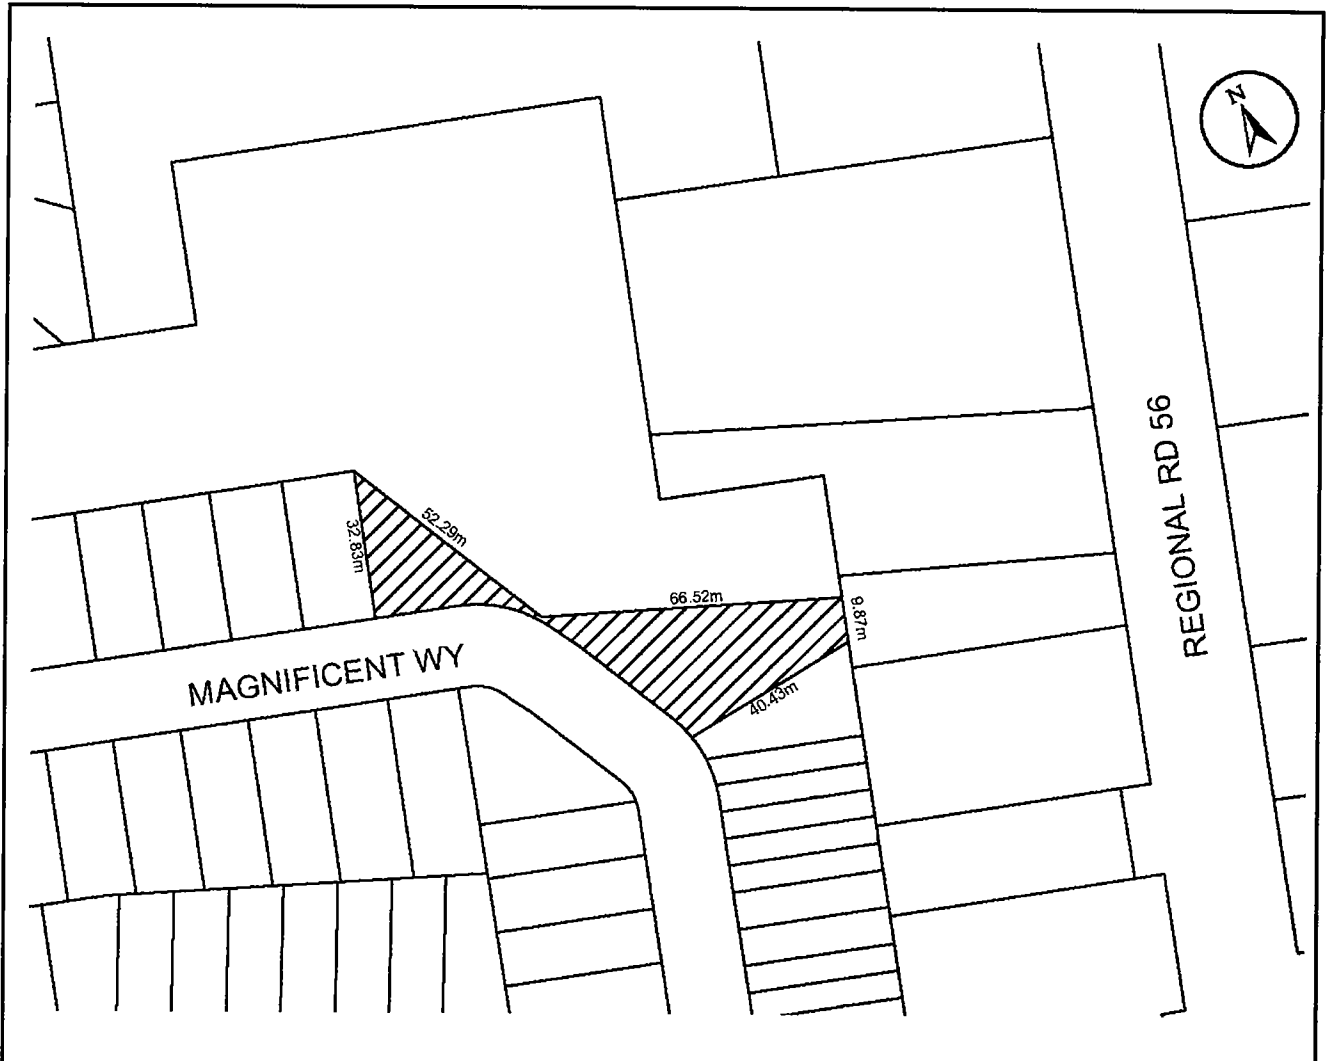 N
REGIONAL RD 56
52.29m
32.83m
66.52m
9.87m
40.43m
MAGNIFICENT WY